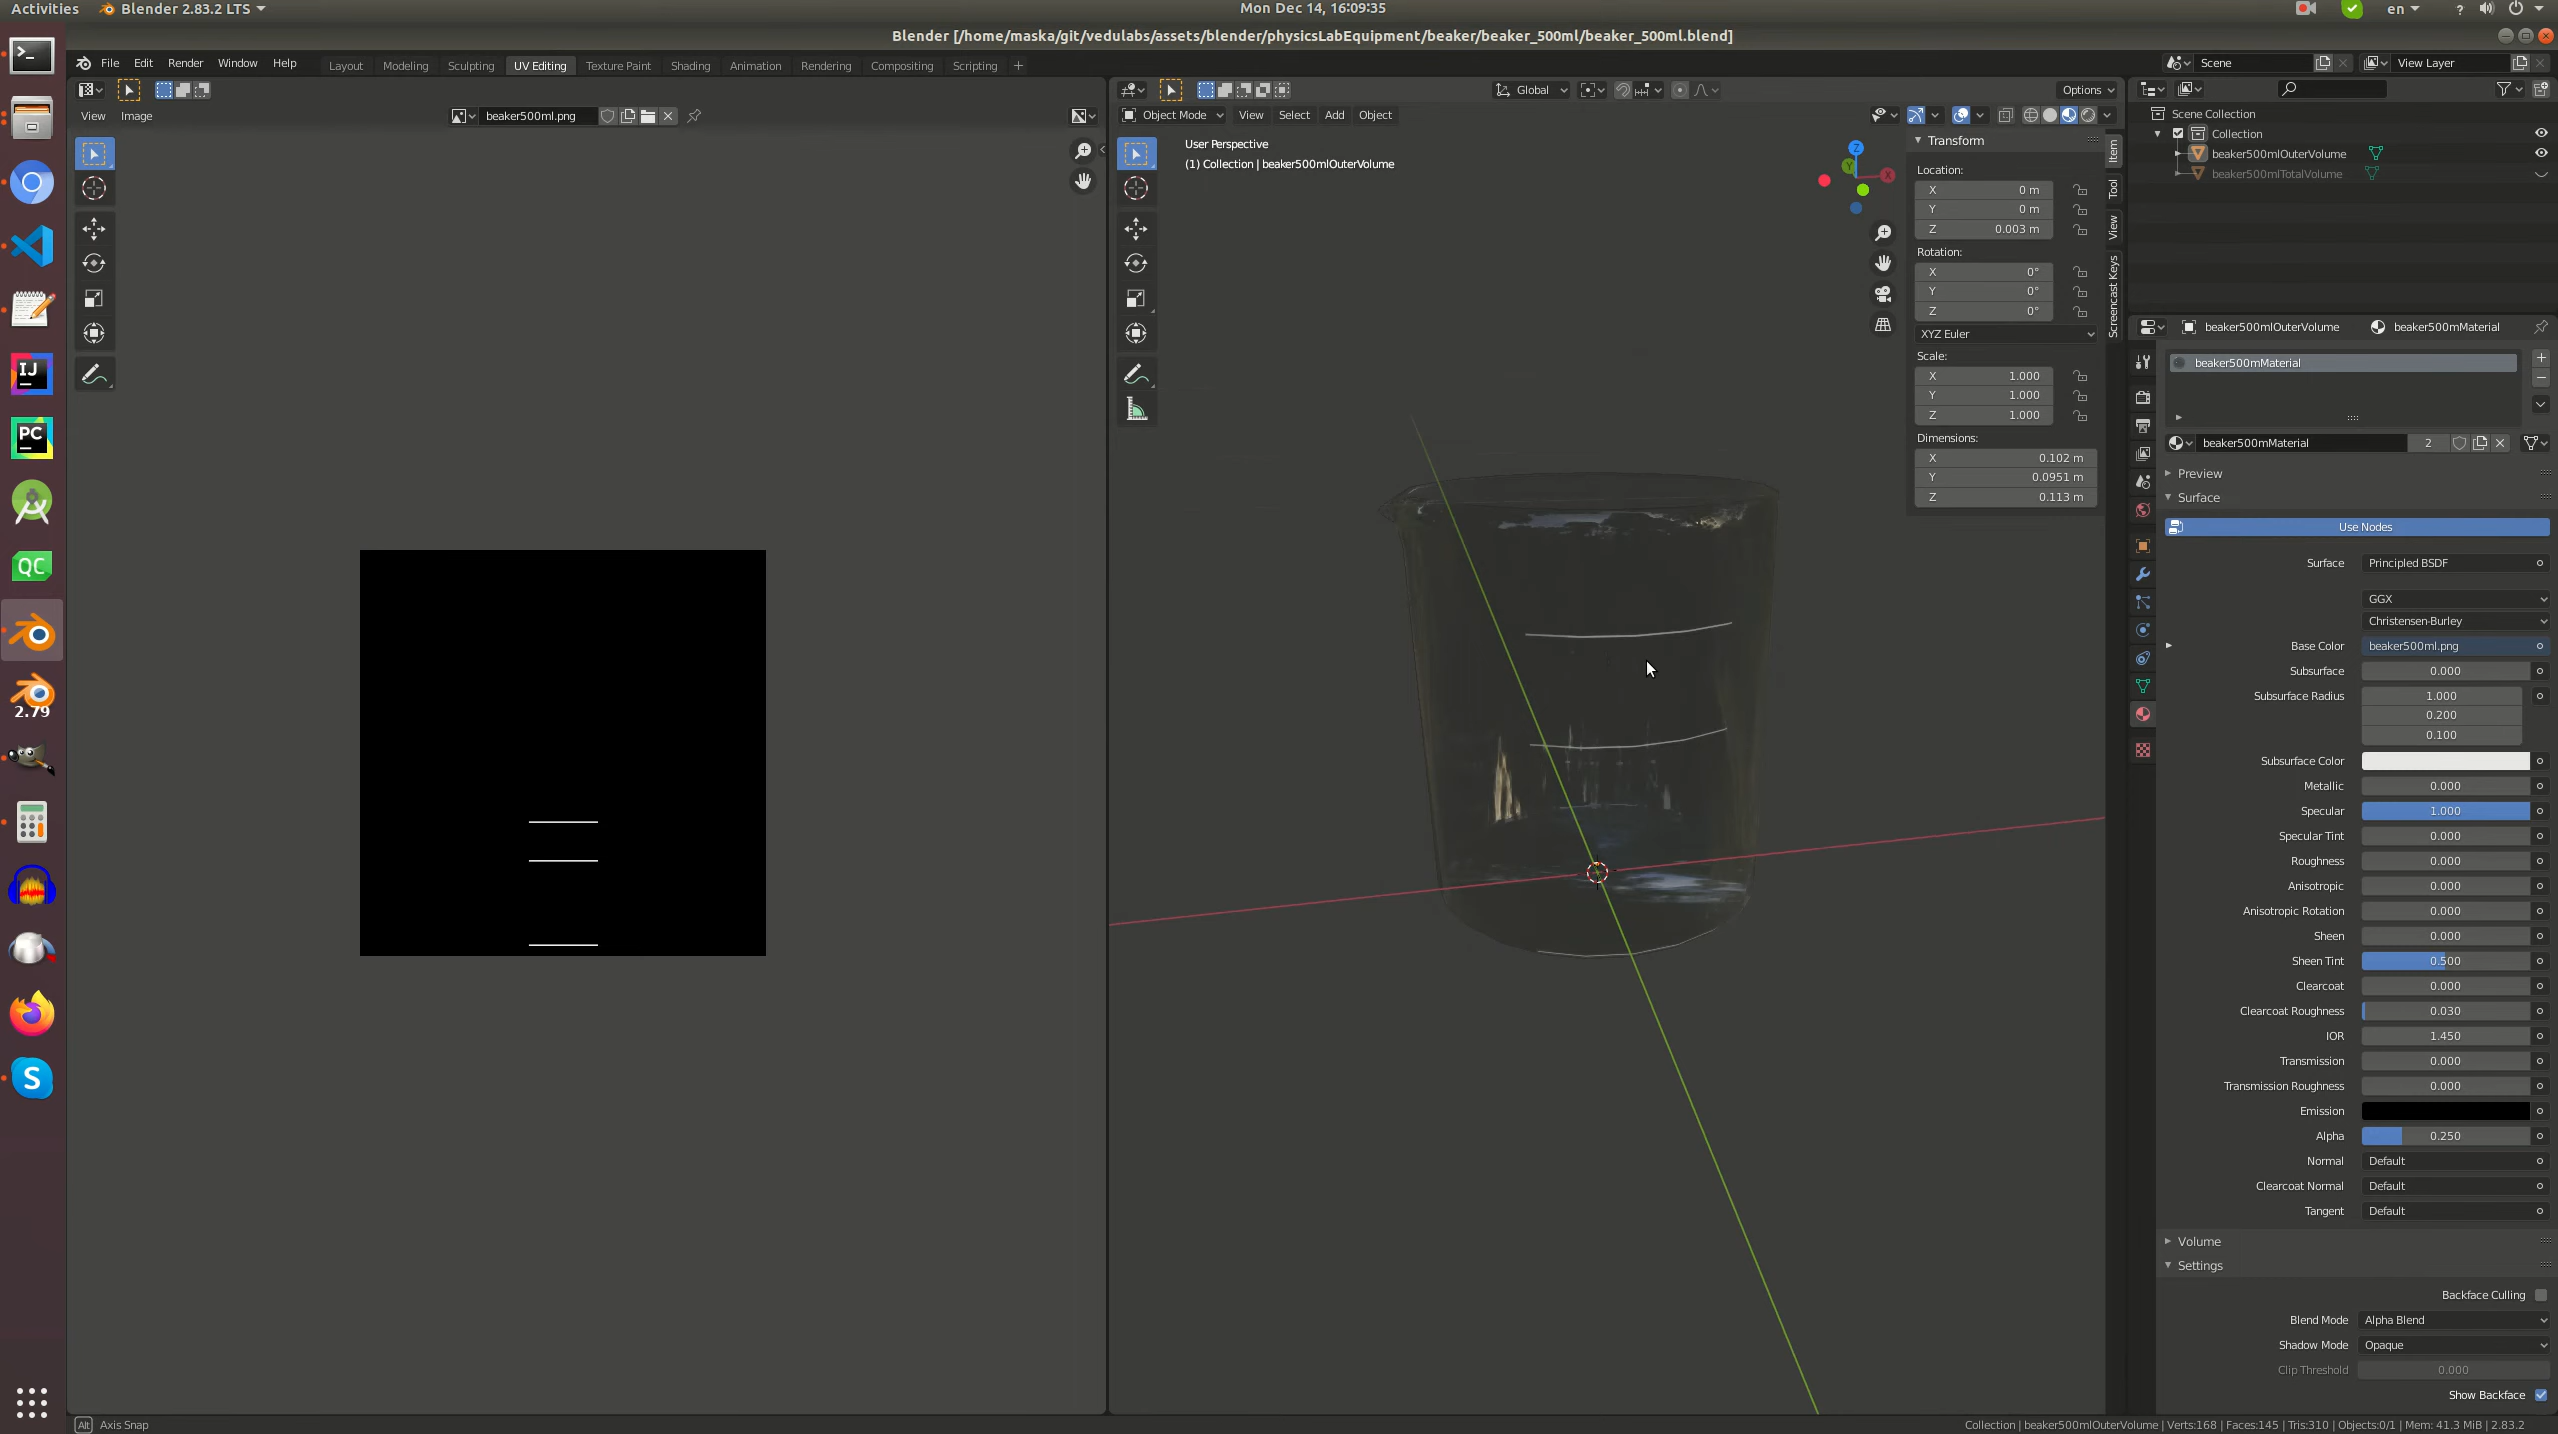 Activities
Blender 2.83.2 LTS
Mon Dec 14, 16:09:35
en
?
Blender [/home/maska/git/vedulabs/assets/blender/physicsLabEquipment/beaker/beaker_500ml/beaker_500ml.blend]
File Edit Render Window Help
Layout Modeling Sculpting UV Editing Texture Paint Shading Animation Rendering Compositing Scripting +
Scene
View Layer
Global
Options
View Image
beaker500ml.png
Object Mode View Select Add Object
User Perspective
(1) Collection | beaker500mlOuterVolume
Z
Y
X
Transform
Location:
X 0 m
Y 0 m
Z 0.003 m
Rotation:
X 0°
Y 0°
Z 0°
XYZ Euler
Scale:
X 1.000
Y 1.000
Z 1.000
Dimensions:
X 0.102 m
Y 0.0951 m
Z 0.113 m
Item
Tool
View
Screencast Keys
Scene Collection
Collection
beaker500mlOuterVolume
beaker500mlTotalVolume
beaker500mlOuterVolume
beaker500mMaterial
beaker500mMaterial
beaker500mMaterial 2
Preview
Surface
Use Nodes
Surface Principled BSDF
GGX
Christensen-Burley
Base Color beaker500ml.png
Subsurface 0.000
Subsurface Radius 1.000
0.200
0.100
Subsurface Color
Metallic 0.000
Specular 1.000
Specular Tint 0.000
Roughness 0.000
Anisotropic 0.000
Anisotropic Rotation 0.000
Sheen 0.000
Sheen Tint 0.500
Clearcoat 0.000
Clearcoat Roughness 0.030
IOR 1.450
Transmission 0.000
Transmission Roughness 0.000
Emission
Alpha 0.250
Normal Default
Clearcoat Normal Default
Tangent Default
Volume
Settings
Backface Culling
Blend Mode Alpha Blend
Shadow Mode Opaque
Clip Threshold 0.000
Show Backface
IJ
PC
QC
2.79
S
Alt Axis Snap
Collection | beaker500mlOuterVolume | Verts:168 | Faces:145 | Tris:310 | Objects:0/1 | Mem: 41.3 MiB | 2.83.2